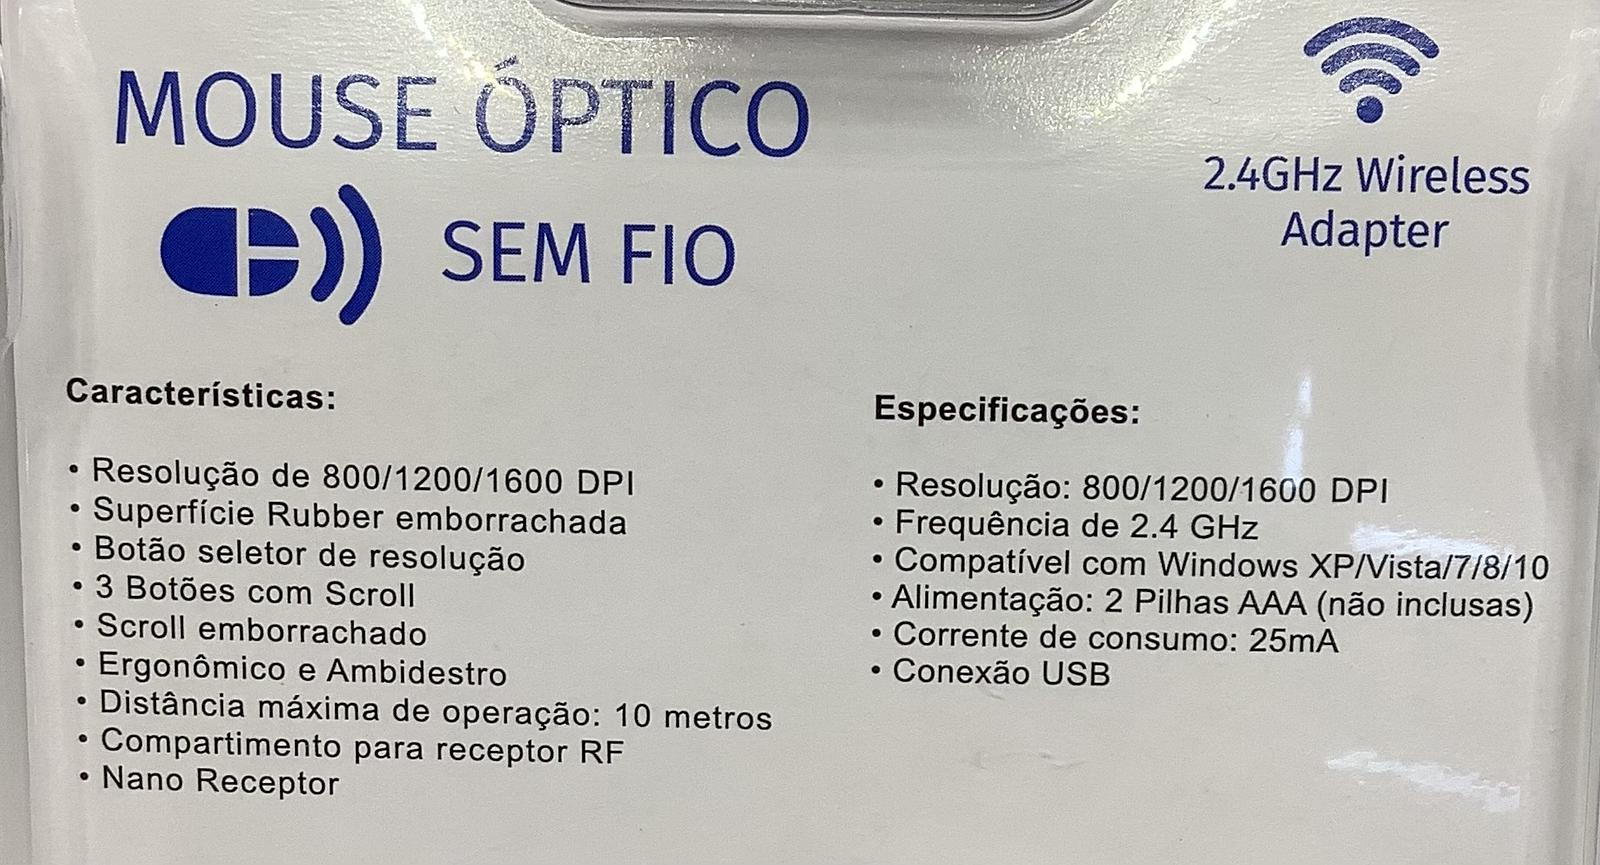 MOUSE ÓPTICO
SEM FIO
2.4GHz Wireless
Adapter
Características:
• Resolução de 800/1200/1600 DPI
• Superfície Rubber emborrachada
• Botão seletor de resolução
• 3 Botões com Scroll
• Scroll emborrachado
• Ergonômico e Ambidestro
• Distância máxima de operação: 10 metros
• Compartimento para receptor RF
• Nano Receptor
Especificações:
• Resolução: 800/1200/1600 DPI
• Frequência de 2.4 GHz
• Compatível com Windows XP/Vista/7/8/10
• Alimentação: 2 Pilhas AAA (não inclusas)
• Corrente de consumo: 25mA
• Conexão USB